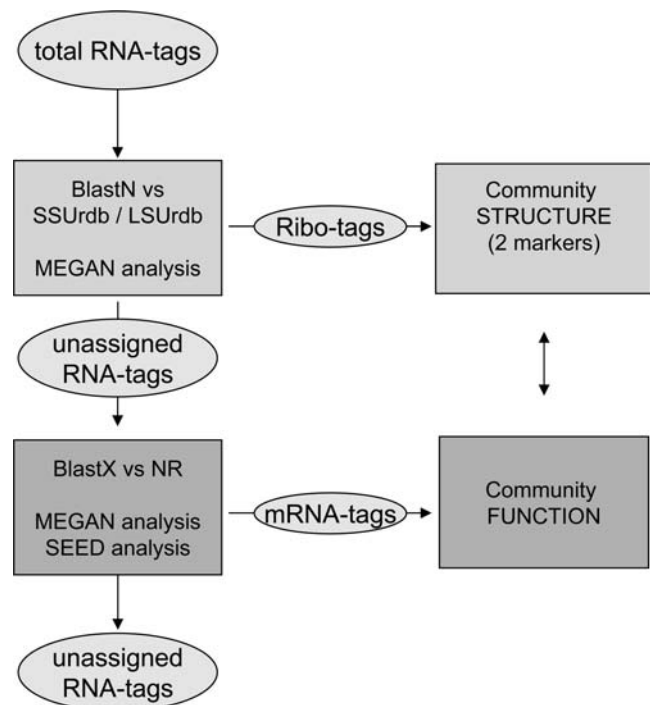 total RNA-tags
BlastN vs
SSUrdb / LSUrdb
MEGAN analysis
Ribo-tags
Community
STRUCTURE
(2 markers)
unassigned
RNA-tags
BlastX vs NR
MEGAN analysis
SEED analysis
mRNA-tags
Community
FUNCTION
unassigned
RNA-tags